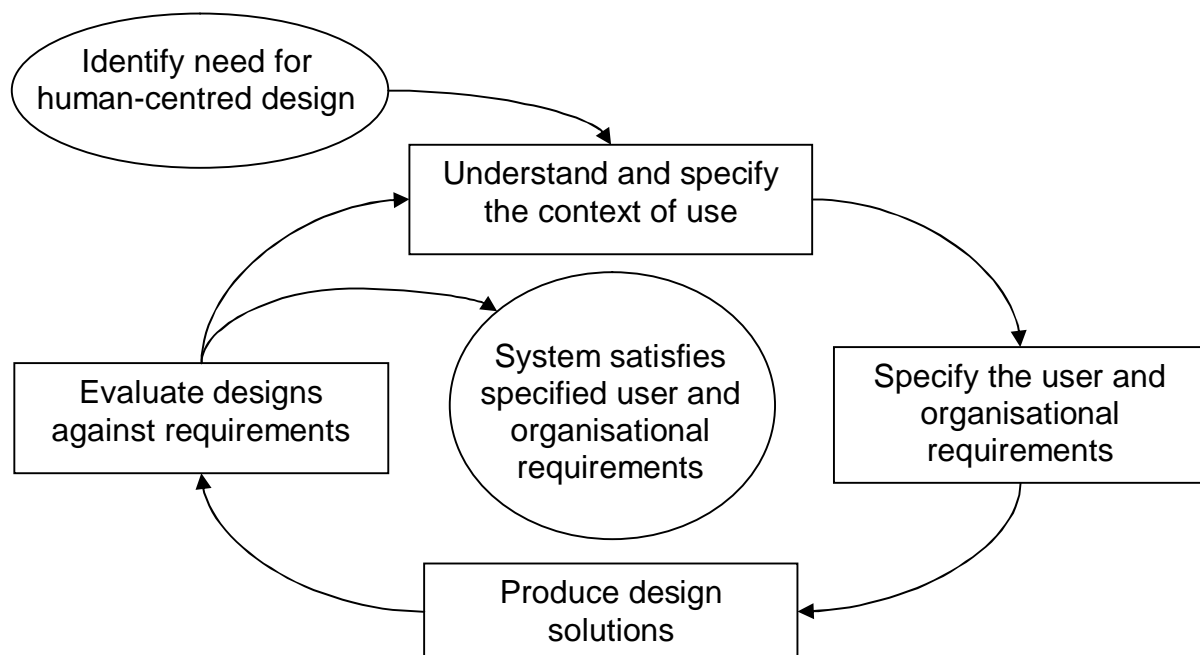 Identify need for
human-centred design
Understand and specify
the context of use
Specify the user and
organisational
requirements
Produce design
solutions
Evaluate designs
against requirements
System satisfies
specified user and
organisational
requirements